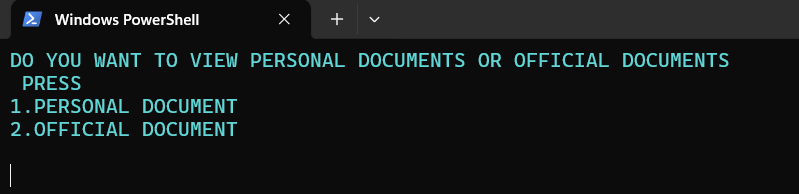 Windows PowerShell
DO YOU WANT TO VIEW PERSONAL DOCUMENTS OR OFFICIAL DOCUMENTS
PRESS
1.PERSONAL DOCUMENT
2.OFFICIAL DOCUMENT